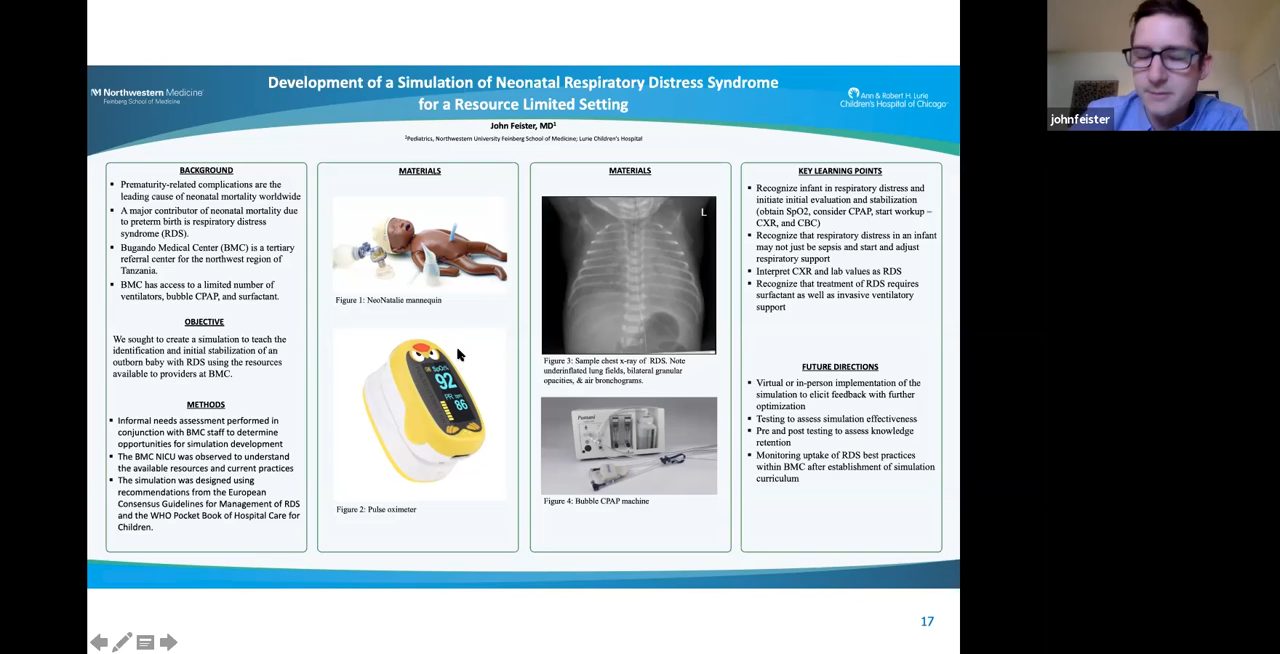 Development of a Simulation of Neonatal Respiratory Distress Syndrome
for a Resource Limited Setting
Northwestern Medicine
Feinberg School of Medicine
Ann & Robert H. Lurie
Children's Hospital of Chicago
John Feister, MD¹
¹Pediatrics, Northwestern University Feinberg School of Medicine; Lurie Children's Hospital
johnfeister
BACKGROUND
▪ Prematurity-related complications are the
leading cause of neonatal mortality worldwide
▪ A major contributor of neonatal mortality due
to preterm birth is respiratory distress
syndrome (RDS).
▪ Bugando Medical Center (BMC) is a tertiary
referral center for the northwest region of
Tanzania.
▪ BMC has access to a limited number of
ventilators, bubble CPAP, and surfactant.
OBJECTIVE
We sought to create a simulation to teach the
identification and initial stabilization of an
outborn baby with RDS using the resources
available to providers at BMC.
METHODS
▪ Informal needs assessment performed in
conjunction with BMC staff to determine
opportunities for simulation development
▪ The BMC NICU was observed to understand
the available resources and current practices
▪ The simulation was designed using
recommendations from the European
Consensus Guidelines for Management of RDS
and the WHO Pocket Book of Hospital Care for
Children.
MATERIALS
Figure 1: NeoNatalie mannequin
SpO2%
92
PR bpm
86
Figure 2: Pulse oximeter
MATERIALS
L
Figure 3: Sample chest x-ray of RDS. Note
underinflated lung fields, bilateral granular
opacities, & air bronchograms.
Pumani
Figure 4: Bubble CPAP machine
KEY LEARNING POINTS
▪ Recognize infant in respiratory distress and
initiate initial evaluation and stabilization
(obtain SpO2, consider CPAP, start workup –
CXR, and CBC)
▪ Recognize that respiratory distress in an infant
may not just be sepsis and start and adjust
respiratory support
▪ Interpret CXR and lab values as RDS
▪ Recognize that treatment of RDS requires
surfactant as well as invasive ventilatory
support
FUTURE DIRECTIONS
▪ Virtual or in-person implementation of the
simulation to elicit feedback with further
optimization
▪ Testing to assess simulation effectiveness
▪ Pre and post testing to assess knowledge
retention
▪ Monitoring uptake of RDS best practices
within BMC after establishment of simulation
curriculum
17